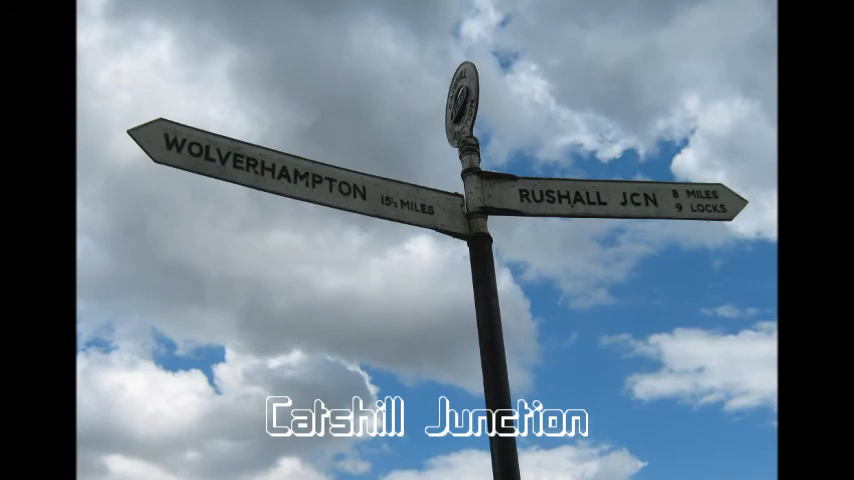 WOLVERHAMPTON 15½ MILES
RUSHALL JCN
8 MILES
9 LOCKS
Catshill Junction